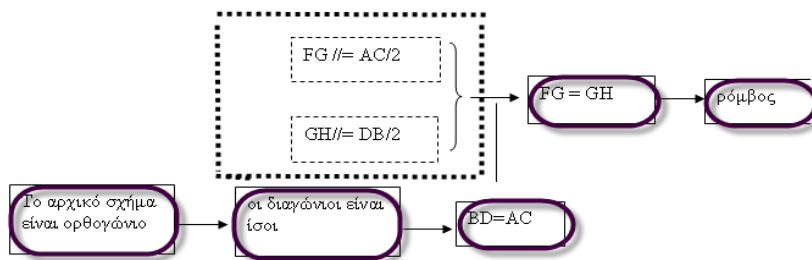 FG //= AC/2
GH//= DB/2
FG = GH
ρόμβος
Το αρχικό σχήμα
είναι ορθογώνιο
οι διαγώνιοι είναι
ίσοι
BD=AC